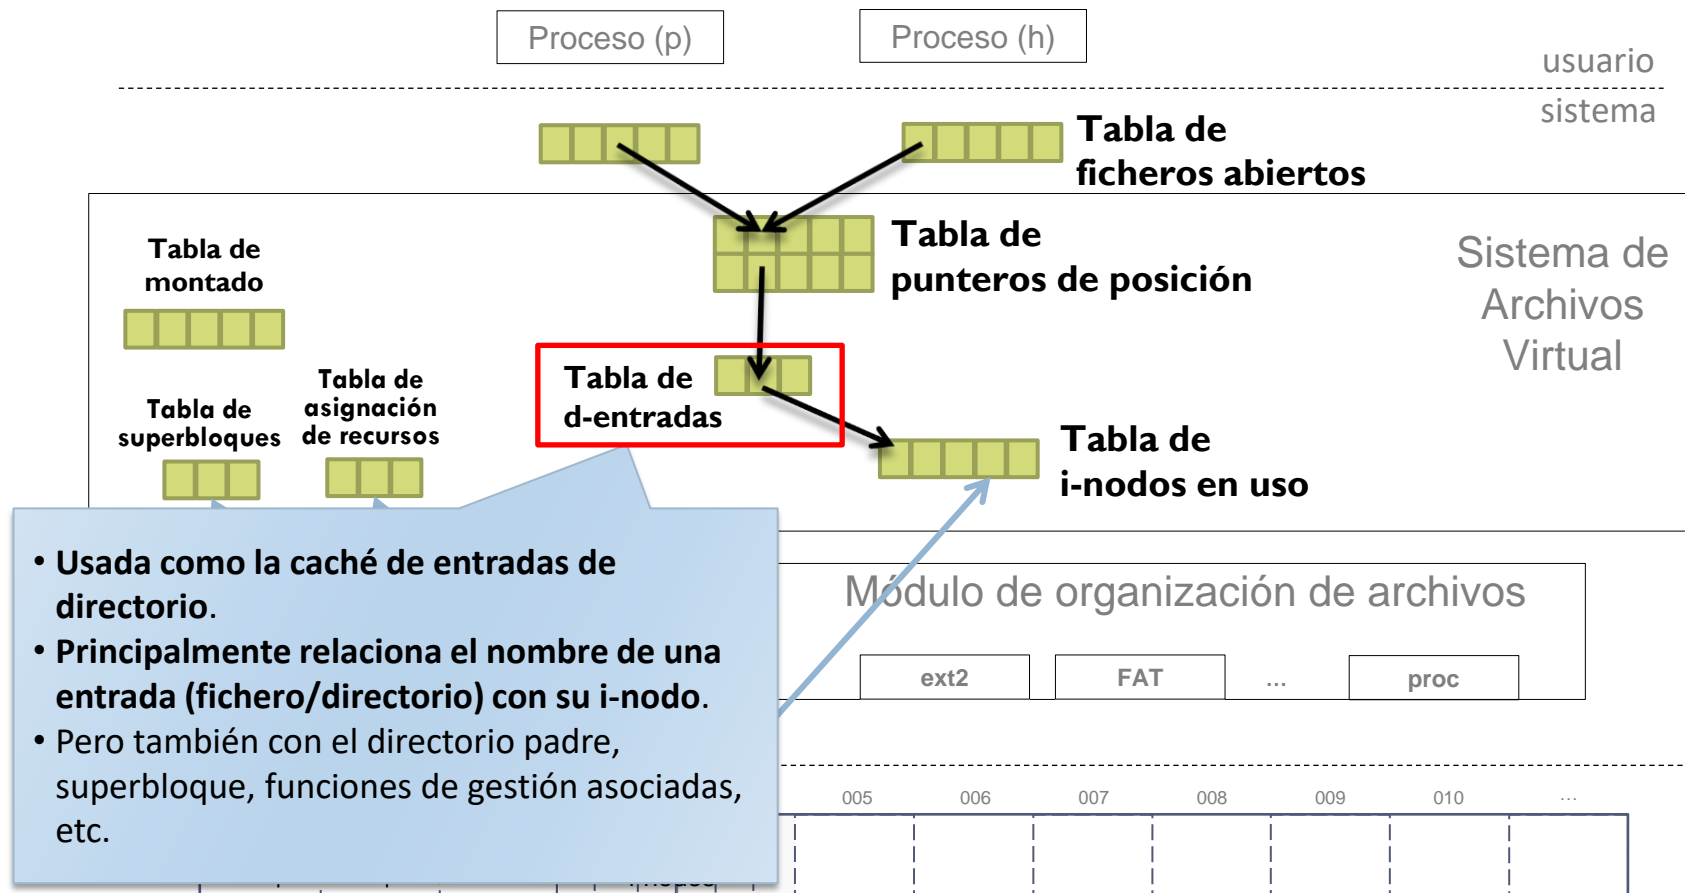 Proceso (p)
Proceso (h)
usuario
sistema
Tabla de
ficheros abiertos
Tabla de
montado
Tabla de
punteros de posición
Sistema de
Archivos
Virtual
Tabla de
superbloques
Tabla de
asignación
de recursos
Tabla de
d-entradas
Tabla de
i-nodos en uso
• Usada como la caché de entradas de
directorio.
• Principalmente relaciona el nombre de una
entrada (fichero/directorio) con su i-nodo.
• Pero también con el directorio padre,
superbloque, funciones de gestión asociadas,
etc.
Módulo de organización de archivos
ext2
FAT
...
proc
005 006 007 008 009 010 ...